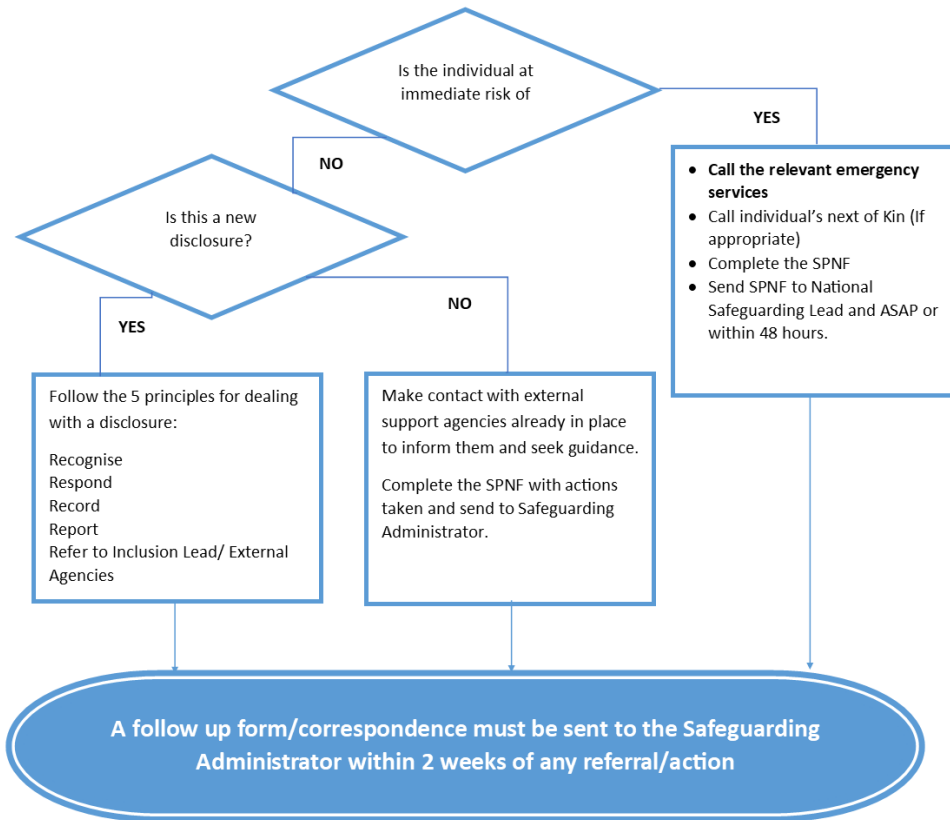 Is the individual at
immediate risk of
YES
NO
• Call the relevant emergency
services
• Call individual’s next of Kin (If
appropriate)
• Complete the SPNF
• Send SPNF to National
Safeguarding Lead and ASAP or
within 48 hours.
Is this a new
disclosure?
YES
NO
Follow the 5 principles for dealing
with a disclosure:
Recognise
Respond
Record
Report
Refer to Inclusion Lead/ External
Agencies
Make contact with external
support agencies already in place
to inform them and seek guidance.
Complete the SPNF with actions
taken and send to Safeguarding
Administrator.
A follow up form/correspondence must be sent to the Safeguarding
Administrator within 2 weeks of any referral/action